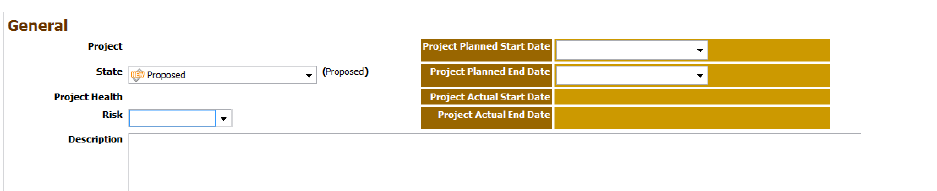 General
Project
Project Planned Start Date
State
Proposed
(Proposed)
Project Planned End Date
Project Health
Project Actual Start Date
Risk
Project Actual End Date
Description